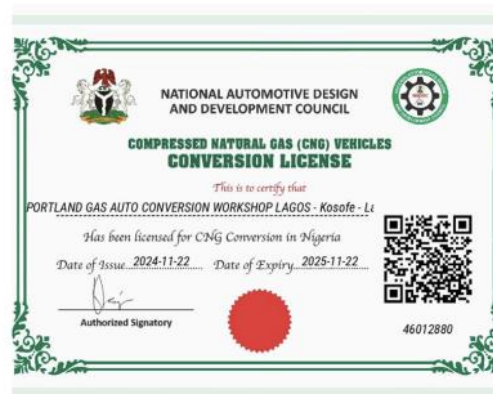 NATIONAL AUTOMOTIVE DESIGN
AND DEVELOPMENT COUNCIL
COMPRESSED NATURAL GAS (CNG) VEHICLES
CONVERSION LICENSE
This is to certify that
PORTLAND GAS AUTO CONVERSION WORKSHOP LAGOS - Kosofe - La
Has been licensed for CNG Conversion in Nigeria
Date of Issue 2024-11-22 Date of Expiry 2025-11-22
Authorized Signatory
46012880